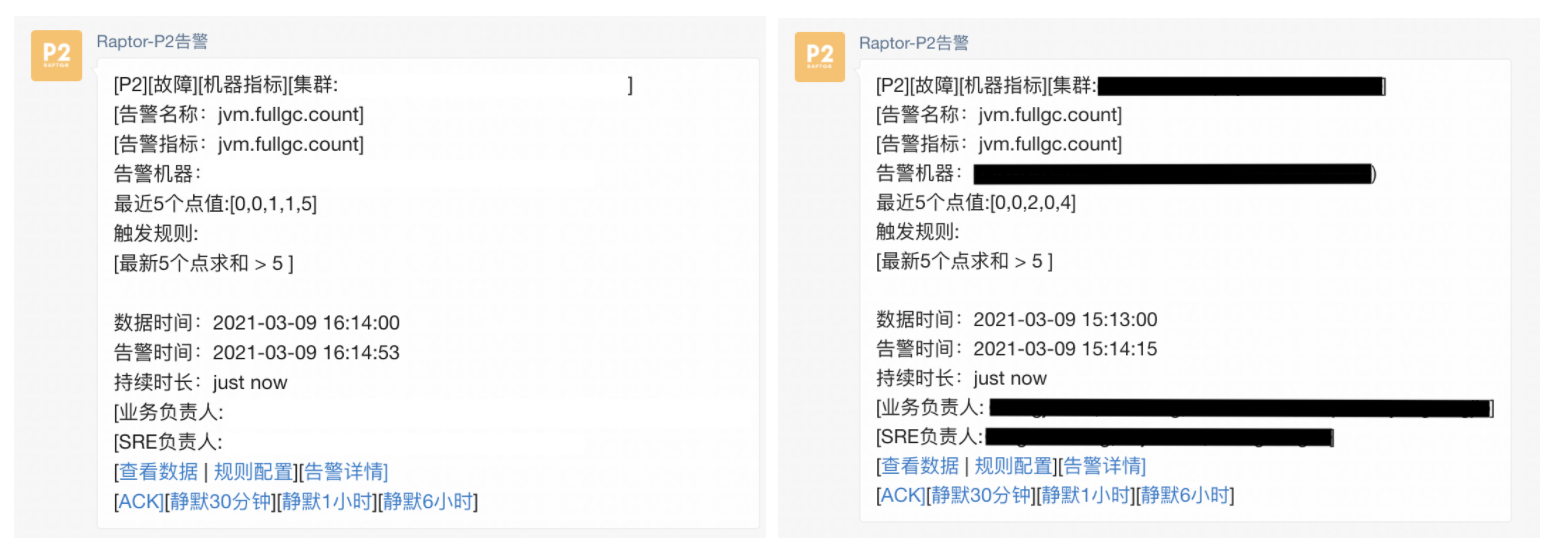 P2
RAPTOR
Raptor-P2告警
[P2][故障][机器指标][集群: ]
[告警名称：jvm.fullgc.count]
[告警指标：jvm.fullgc.count]
告警机器：
最近5个点值:[0,0,1,1,5]
触发规则:
[最新5个点求和 > 5 ]
数据时间：2021-03-09 16:14:00
告警时间：2021-03-09 16:14:53
持续时长：just now
[业务负责人:
[SRE负责人:
[查看数据 | 规则配置][告警详情]
[ACK][静默30分钟][静默1小时][静默6小时]
P2
RAPTOR
Raptor-P2告警
[P2][故障][机器指标][集群: ]
[告警名称：jvm.fullgc.count]
[告警指标：jvm.fullgc.count]
告警机器： )
最近5个点值:[0,0,2,0,4]
触发规则:
[最新5个点求和 > 5 ]
数据时间：2021-03-09 15:13:00
告警时间：2021-03-09 15:14:15
持续时长：just now
[业务负责人: ]
[SRE负责人: ]
[查看数据 | 规则配置][告警详情]
[ACK][静默30分钟][静默1小时][静默6小时]